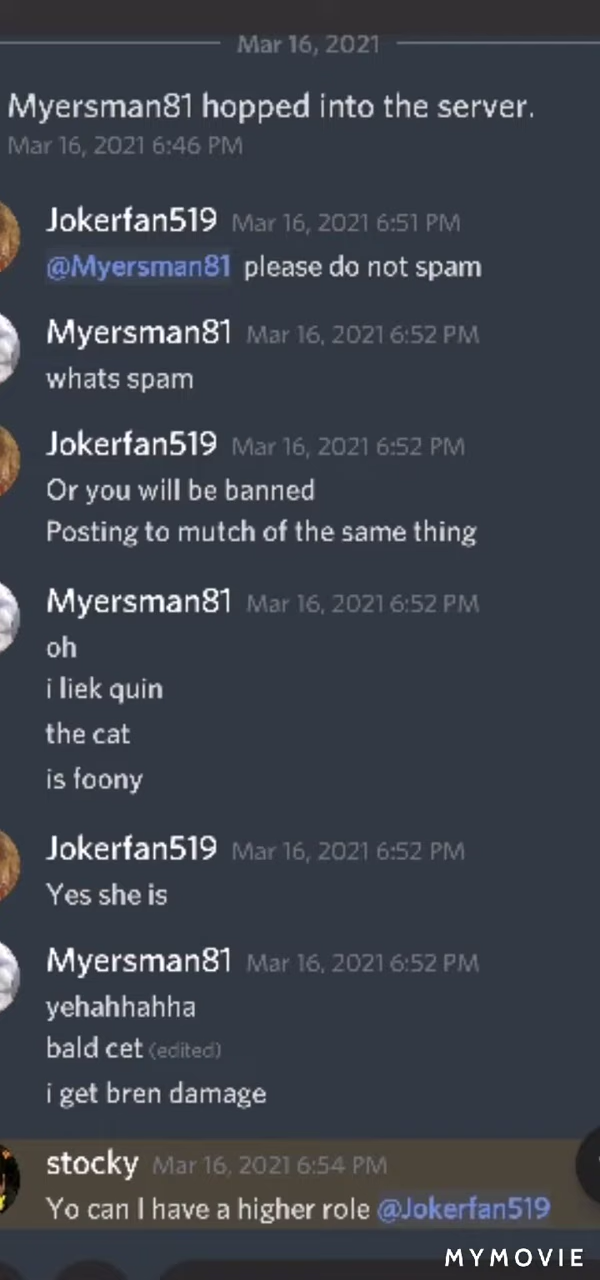 Mar 16, 2021
Myersman81 hopped into the server.
Mar 16, 2021 6:46 PM
Jokerfan519 Mar 16, 2021 6:51 PM
@Myersman81 please do not spam
Myersman81 Mar 16, 2021 6:52 PM
whats spam
Jokerfan519 Mar 16, 2021 6:52 PM
Or you will be banned
Posting to mutch of the same thing
Myersman81 Mar 16, 2021 6:52 PM
oh
i liek quin
the cat
is foony
Jokerfan519 Mar 16, 2021 6:52 PM
Yes she is
Myersman81 Mar 16, 2021 6:52 PM
yehahhahha
bald cet (edited)
i get bren damage
stocky Mar 16, 2021 6:54 PM
Yo can I have a higher role @Jokerfan519
MYMOVIE